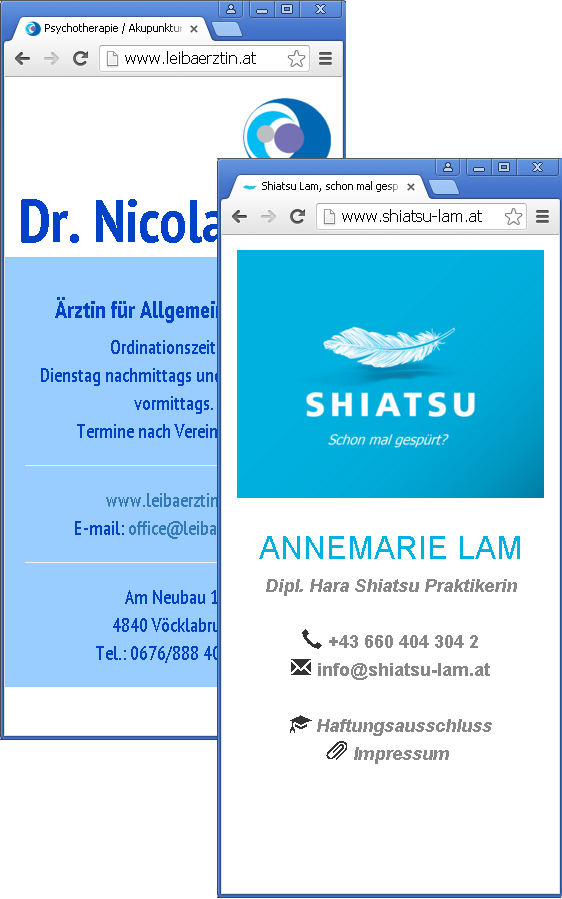 Psychotherapie / Akupunktur
www.leibaerztin.at
Dr. Nicola
Ärztin für Allgemein
Ordinationszeit
Dienstag nachmittags und
vormittags.
Termine nach Verein
www.leibaerztin
E-mail: office@leiba
Am Neubau 1
4840 Vöcklabru
Tel.: 0676/888 40
Shiatsu Lam, schon mal gesp
www.shiatsu-lam.at
SHIATSU
Schon mal gespürt?
ANNEMARIE LAM
Dipl. Hara Shiatsu Praktikerin
+43 660 404 304 2
info@shiatsu-lam.at
Haftungsausschluss
Impressum